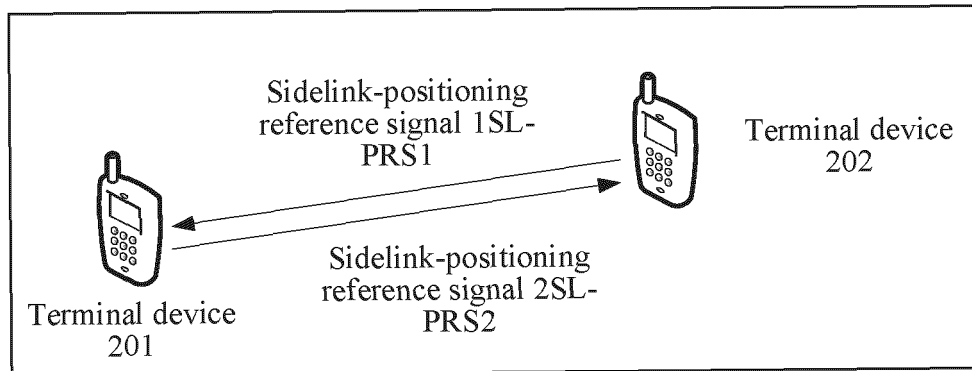 Sidelink-positioning
reference signal 1SL-
PRS1
Terminal device
202
Sidelink-positioning
reference signal 2SL-
PRS2
Terminal device
201